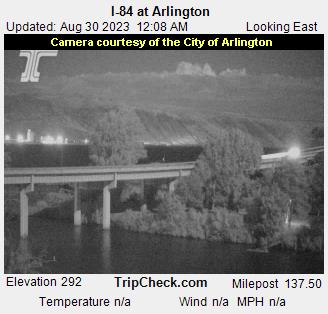 I-84 at Arlington
Updated: Aug 30 2023 12:08 AM Looking East
Camera courtesy of the City of Arlington
Elevation 292 TripCheck.com Milepost 137.50
Temperature n/a Wind n/a MPH n/a